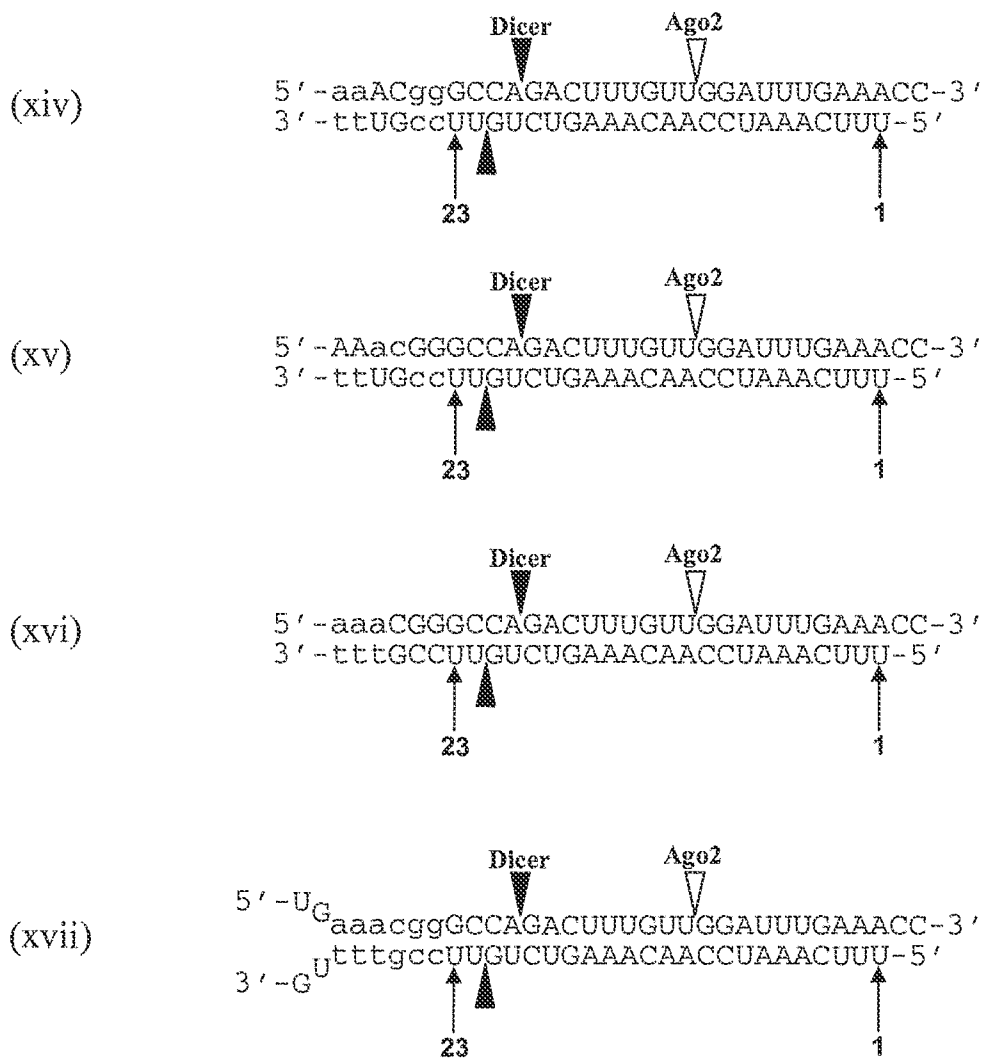 Dicer Ago2
(xiv) 5'-aaACggGCCAGACUUUGUUGGAUUUGAAACC-3'
3'-ttUGccUUGUCUGAAACAACCUAAACUUU-5'
23 1
Dicer Ago2
(xv) 5'-AAacGGGCCAGACUUUGUUGGAUUUGAAACC-3'
3'-ttUGccUUGUCUGAAACAACCUAAACUUU-5'
23 1
Dicer Ago2
(xvi) 5'-aaaCGGGCCAGACUUUGUUGGAUUUGAAACC-3'
3'-tttGCCUUGUCUGAAACAACCUAAACUUU-5'
23 1
Dicer Ago2
(xvii) 5'-UGaaacggGCCAGACUUUGUUGGAUUUGAAACC-3'
3'-GUtttgccUUGUCUGAAACAACCUAAACUUU-5'
23 1